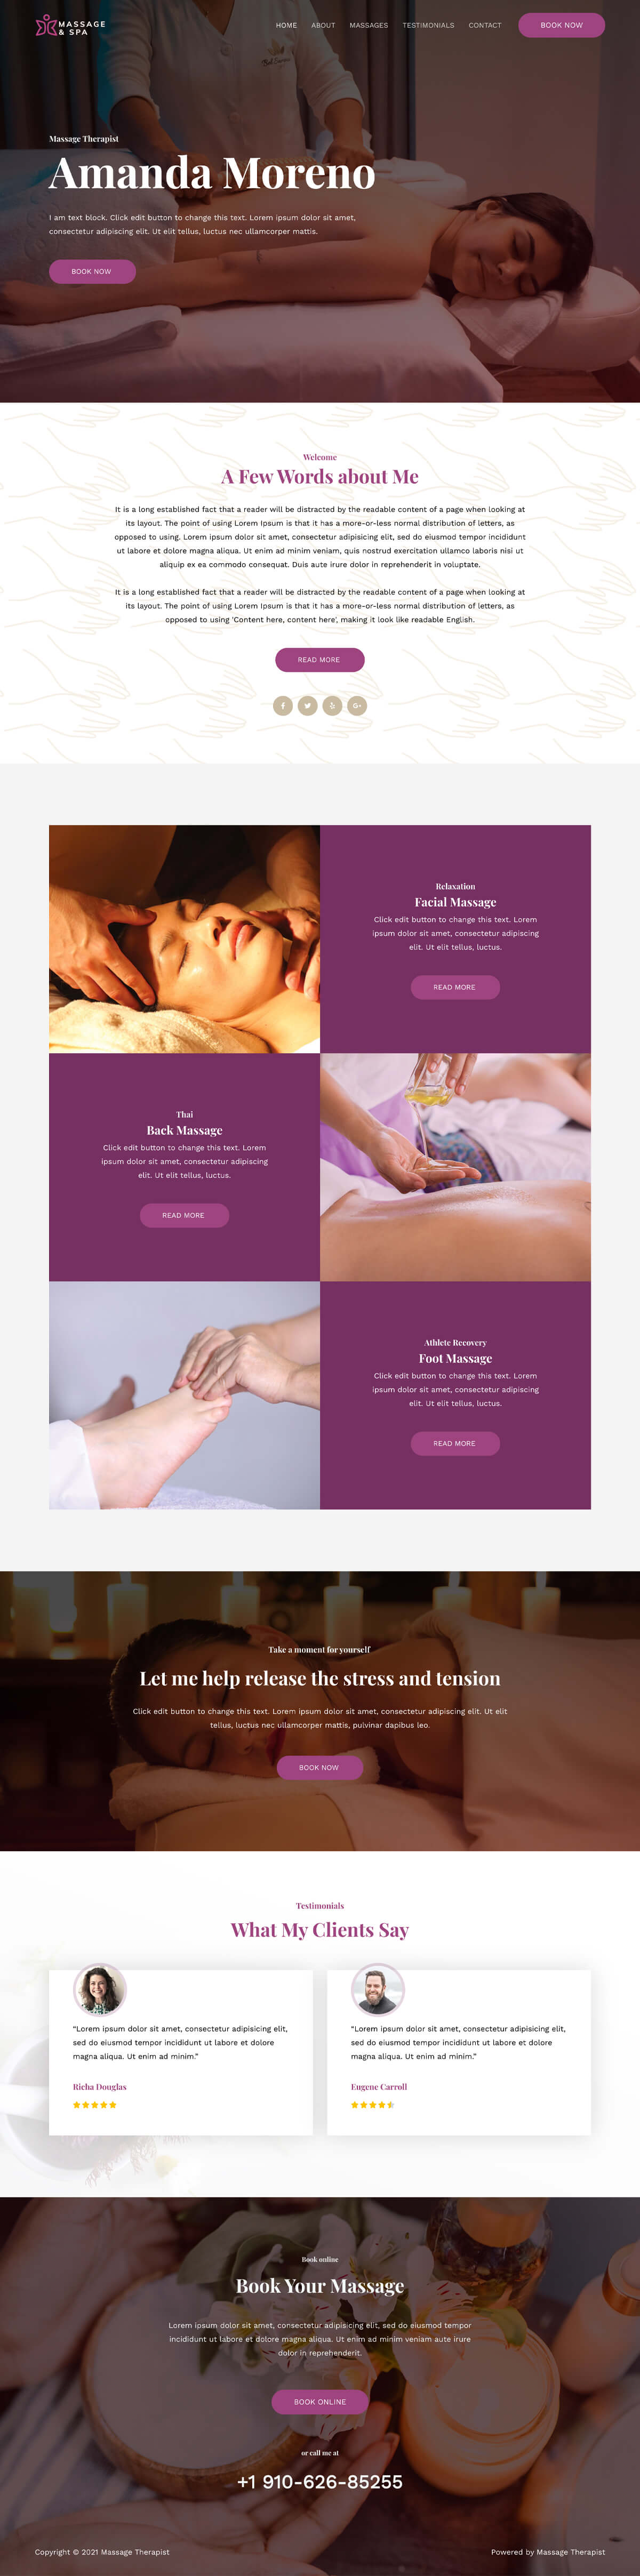 MASSAGE
& SPA
HOME ABOUT MASSAGES TESTIMONIALS CONTACT BOOK NOW
Massage Therapist
Amanda Moreno
I am text block. Click edit button to change this text. Lorem ipsum dolor sit amet,
consectetur adipiscing elit. Ut elit tellus, luctus nec ullamcorper mattis.
BOOK NOW
Welcome
A Few Words about Me
It is a long established fact that a reader will be distracted by the readable content of a page when looking at
its layout. The point of using Lorem Ipsum is that it has a more-or-less normal distribution of letters, as
opposed to using. Lorem ipsum dolor sit amet, consectetur adipisicing elit, sed do eiusmod tempor incididunt
ut labore et dolore magna aliqua. Ut enim ad minim veniam, quis nostrud exercitation ullamco laboris nisi ut
aliquip ex ea commodo consequat. Duis aute irure dolor in reprehenderit in voluptate.
It is a long established fact that a reader will be distracted by the readable content of a page when looking at
its layout. The point of using Lorem Ipsum is that it has a more-or-less normal distribution of letters, as
opposed to using 'Content here, content here', making it look like readable English.
READ MORE
Relaxation
Facial Massage
Click edit button to change this text. Lorem
ipsum dolor sit amet, consectetur adipiscing
elit. Ut elit tellus, luctus.
READ MORE
Thai
Back Massage
Click edit button to change this text. Lorem
ipsum dolor sit amet, consectetur adipiscing
elit. Ut elit tellus, luctus.
READ MORE
Athlete Recovery
Foot Massage
Click edit button to change this text. Lorem
ipsum dolor sit amet, consectetur adipiscing
elit. Ut elit tellus, luctus.
READ MORE
Take a moment for yourself
Let me help release the stress and tension
Click edit button to change this text. Lorem ipsum dolor sit amet, consectetur adipiscing elit. Ut elit
tellus, luctus nec ullamcorper mattis, pulvinar dapibus leo.
BOOK NOW
Testimonials
What My Clients Say
“Lorem ipsum dolor sit amet, consectetur adipisicing elit,
sed do eiusmod tempor incididunt ut labore et dolore
magna aliqua. Ut enim ad minim.”
Richa Douglas
“Lorem ipsum dolor sit amet, consectetur adipisicing elit,
sed do eiusmod tempor incididunt ut labore et dolore
magna aliqua. Ut enim ad minim.”
Eugene Carroll
Book online
Book Your Massage
Lorem ipsum dolor sit amet, consectetur adipisicing elit, sed do eiusmod tempor
incididunt ut labore et dolore magna aliqua. Ut enim ad minim veniam aute irure
dolor in reprehenderit.
BOOK ONLINE
or call me at
+1 910-626-85255
Copyright © 2021 Massage Therapist
Powered by Massage Therapist